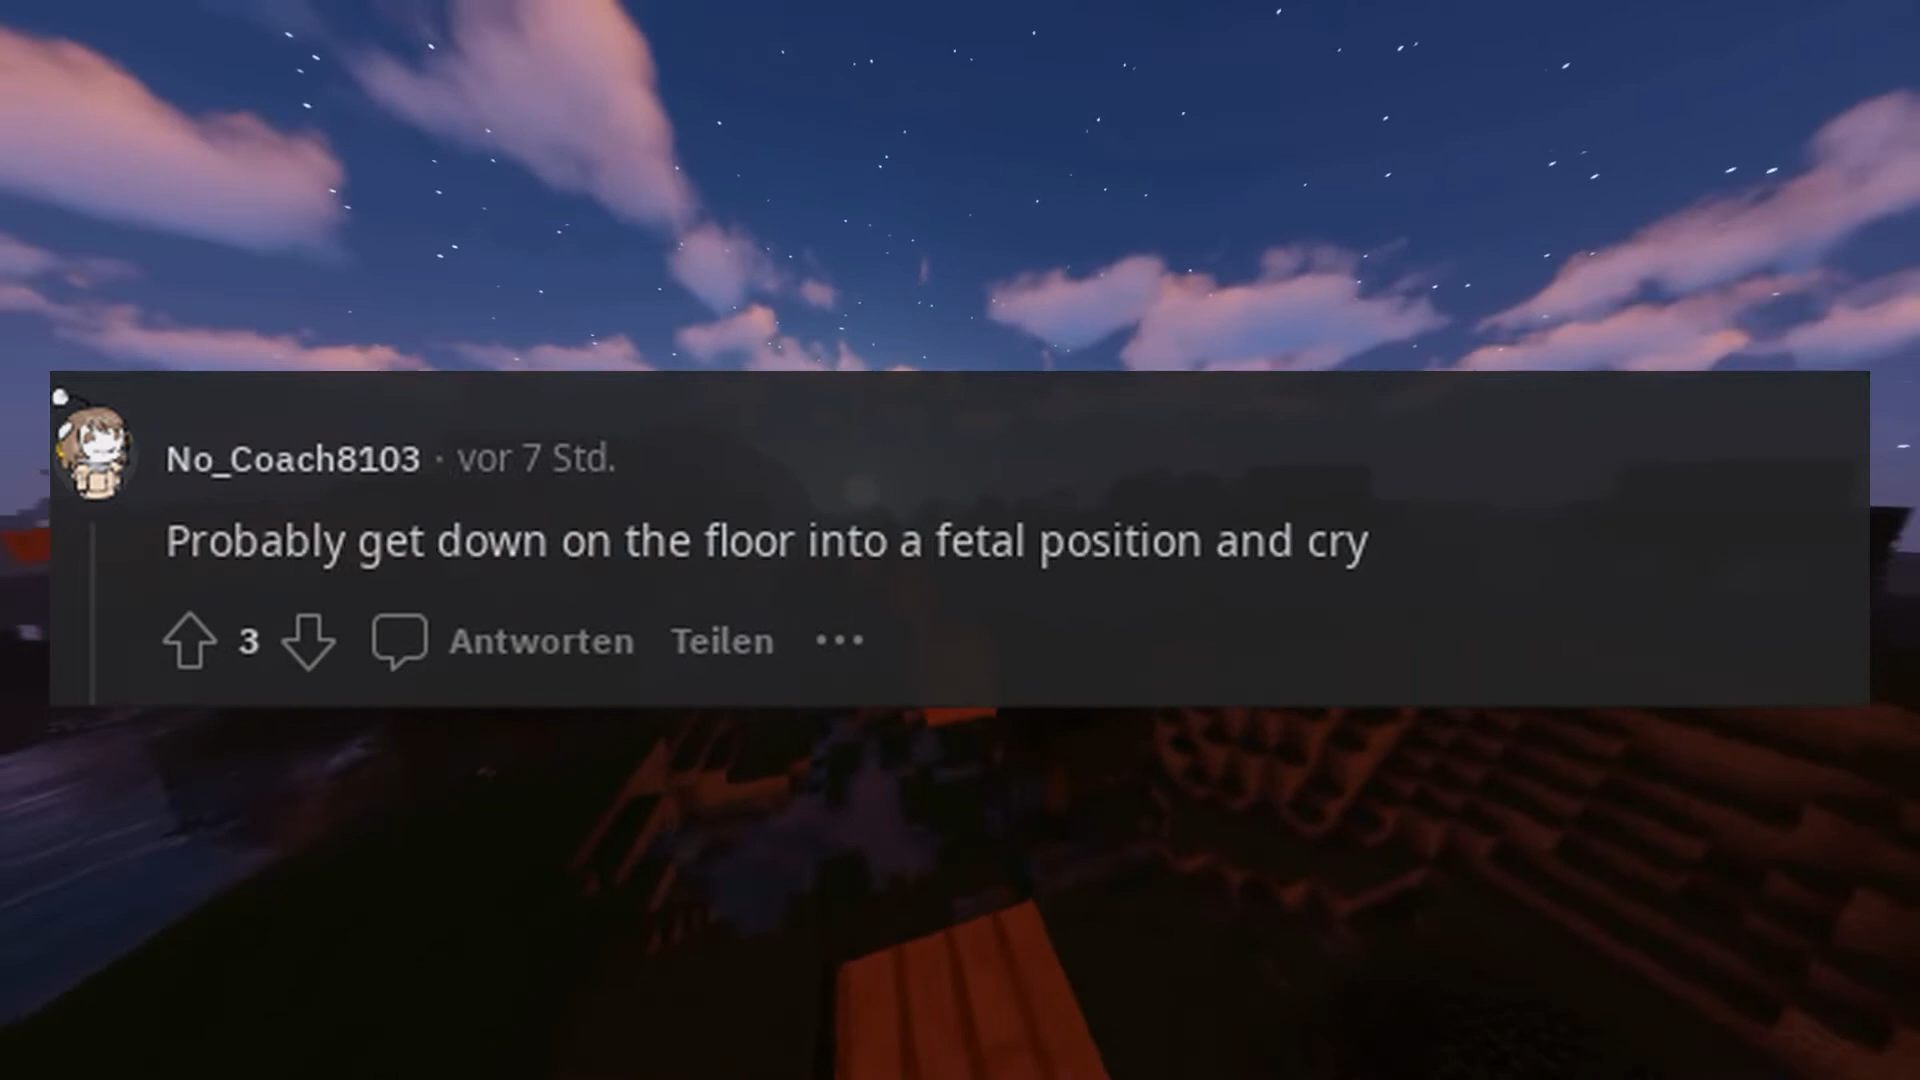 No_Coach8103 · vor 7 Std.
Probably get down on the floor into a fetal position and cry
3 Antworten Teilen